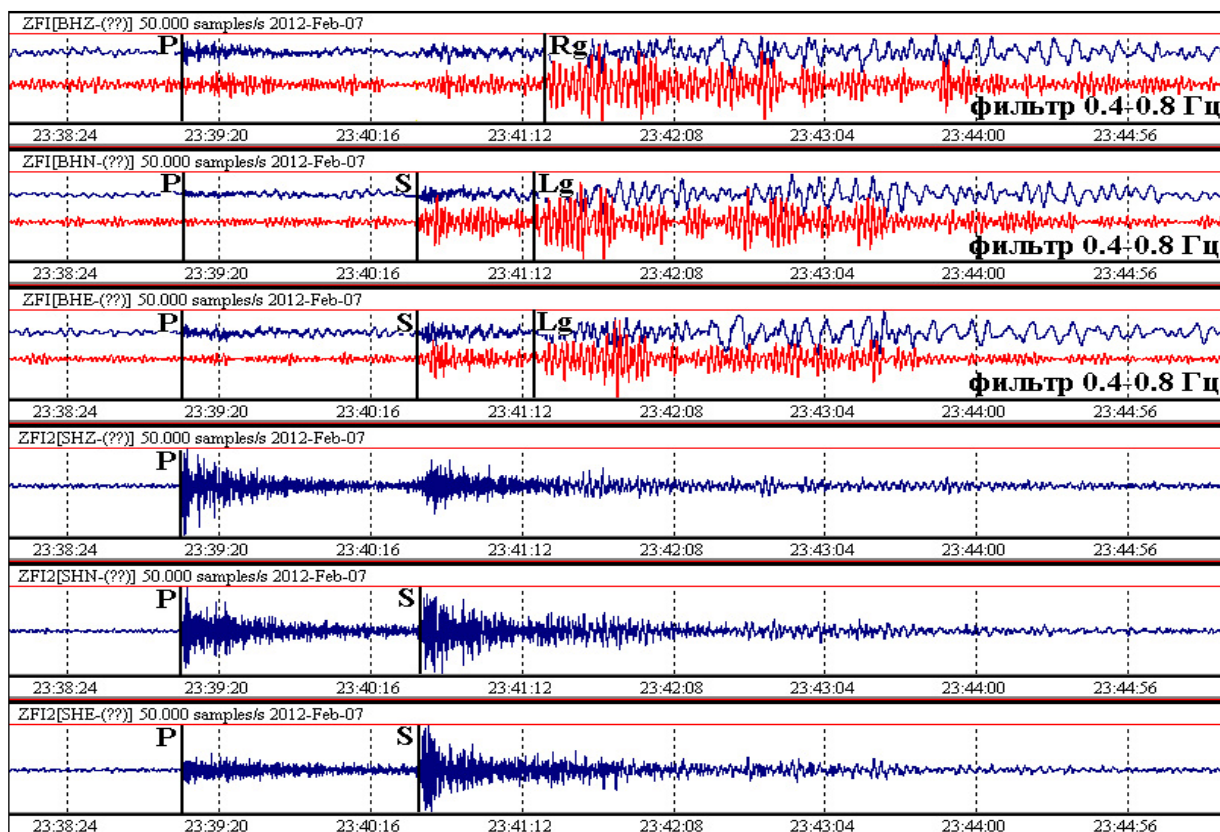 ZFI[BHZ-(??)] 50.000 samples/s 2012-Feb-07
P Rg
фильтр 0.4-0.8 Гц
23:38:24 23:39:20 23:40:16 23:41:12 23:42:08 23:43:04 23:44:00 23:44:56
ZFI[BHN-(??)] 50.000 samples/s 2012-Feb-07
P S Lg
фильтр 0.4-0.8 Гц
23:38:24 23:39:20 23:40:16 23:41:12 23:42:08 23:43:04 23:44:00 23:44:56
ZFI[BHE-(??)] 50.000 samples/s 2012-Feb-07
P S Lg
фильтр 0.4-0.8 Гц
23:38:24 23:39:20 23:40:16 23:41:12 23:42:08 23:43:04 23:44:00 23:44:56
ZFI2[SHZ-(??)] 50.000 samples/s 2012-Feb-07
P
23:38:24 23:39:20 23:40:16 23:41:12 23:42:08 23:43:04 23:44:00 23:44:56
ZFI2[SHN-(??)] 50.000 samples/s 2012-Feb-07
P S
23:38:24 23:39:20 23:40:16 23:41:12 23:42:08 23:43:04 23:44:00 23:44:56
ZFI2[SHE-(??)] 50.000 samples/s 2012-Feb-07
P S
23:38:24 23:39:20 23:40:16 23:41:12 23:42:08 23:43:04 23:44:00 23:44:56